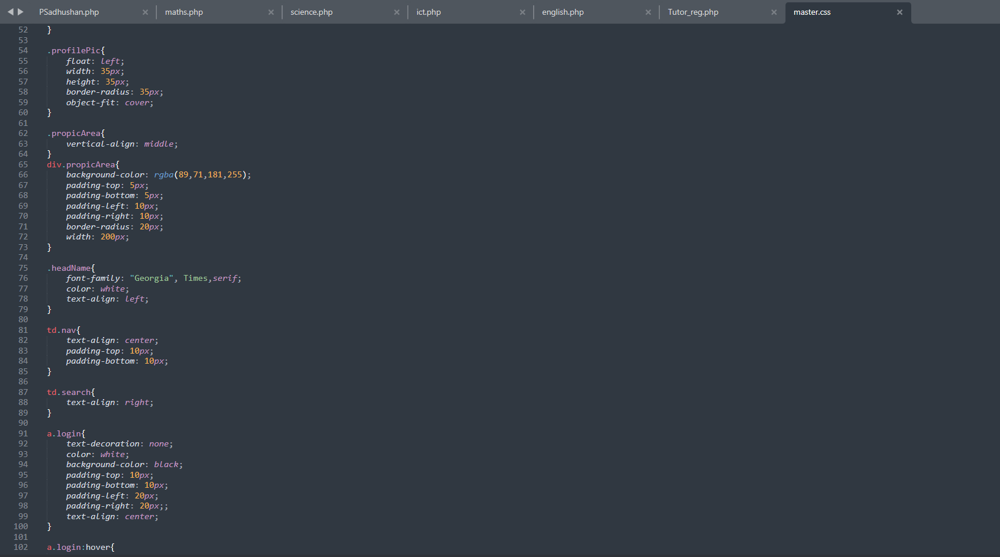 PSadhushan.php × maths.php × science.php × ict.php × english.php × Tutor_reg.php × master.css ×
52 }
53
54 .profilePic{
55     float: left;
56     width: 35px;
57     height: 35px;
58     border-radius: 35px;
59     object-fit: cover;
60 }
61
62 .propicArea{
63     vertical-align: middle;
64 }
65 div.propicArea{
66     background-color: rgba(89,71,181,255);
67     padding-top: 5px;
68     padding-bottom: 5px;
69     padding-left: 10px;
70     padding-right: 10px;
71     border-radius: 20px;
72     width: 200px;
73 }
74
75 .headName{
76     font-family: "Georgia", Times,serif;
77     color: white;
78     text-align: left;
79 }
80
81 td.nav{
82     text-align: center;
83     padding-top: 10px;
84     padding-bottom: 10px;
85 }
86
87 td.search{
88     text-align: right;
89 }
90
91 a.login{
92     text-decoration: none;
93     color: white;
94     background-color: black;
95     padding-top: 10px;
96     padding-bottom: 10px;
97     padding-left: 20px;
98     padding-right: 20px;;
99     text-align: center;
100 }
101
102 a.login:hover{